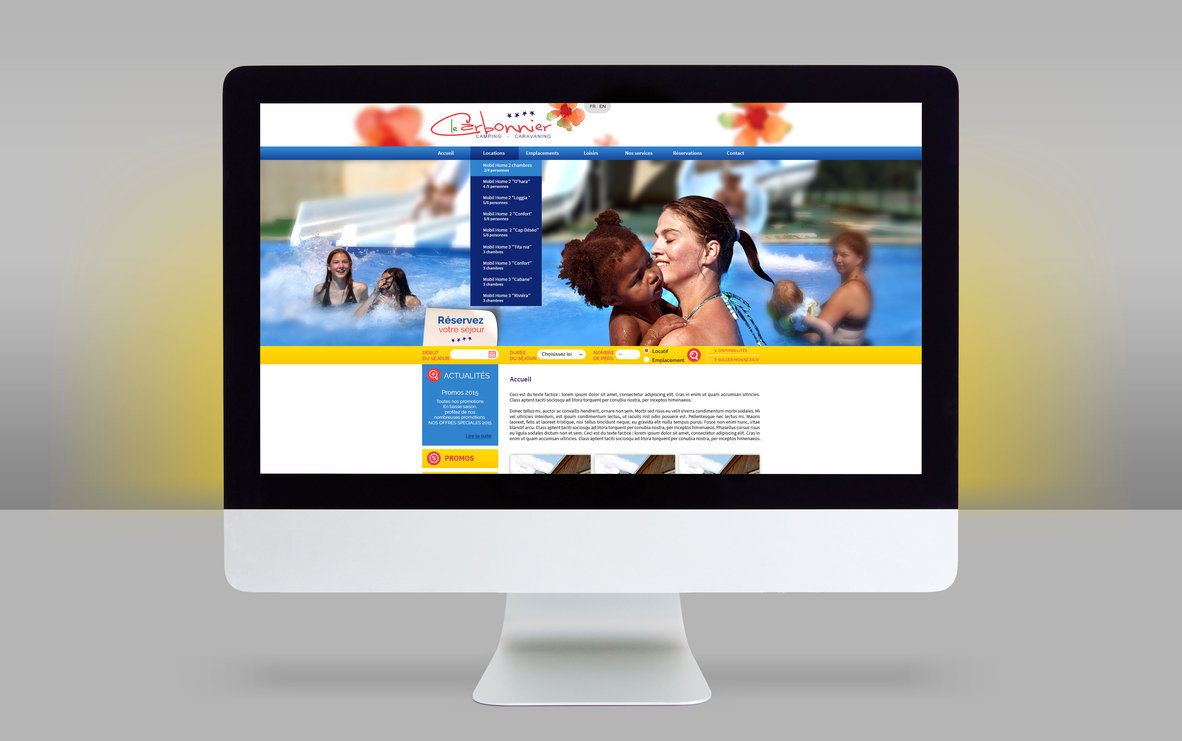 FR EN
le Carbonnier
CAMPING - CARAVANING
Accueil Locations Emplacements Loisirs Nos services Réservations Contact
Mobil Home 2 chambres
2/4 personnes
Mobil Home 2 "O'hara"
4 /5 personnes
Mobil Home 2 "Loggia "
5/6 personnes
Mobil Home 2 "Confort"
5/6 personnes
Mobil Home 2 "Cap Déséo"
5/6 personnes
Mobil Home 3 "Tita nia"
3 chambres
Mobil Home 3 "Confort"
3 chambres
Mobil Home 3 "Cabane"
3 chambres
Mobil Home 3 "Riviéra"
3 chambres
Réservez
votre séjour
DÉBUT
DU SÉJOUR
DURÉE
DU SÉJOUR
Choisissez ici
NOMBRE
DE PERS.
--
Locatif
Emplacement
DISPONIBILITÉS
SOLDER MON SÉJOUR
ACTUALITÉS
Promos 2015
Toutes nos promotions
En basse saison,
profitez de nos
nombreuses promotions
NOS OFFRES SPÉCIALES 2015
Lire la suite
PROMOS
Accueil
Ceci est du texte factice : lorem ipsum dolor sit amet, consectetur adipiscing elit. Cras in enim ut quam accumsan ultricies.
Class aptent taciti sociosqu ad litora torquent per conubia nostra, per inceptos himenaeos.
Donec tellus mi, auctor ac convallis hendrerit, ornare non sem. Morbi sed risus eu velit viverra condimentum morbi sodales. Mi
vel ultricies interdum, est ipsum condimentum lectus, ut iaculis nisl odio posuere est. Pellentesque nec lectus mi. Mauris
laoreet, felis at laoreet tristique, nisi tellus tincidunt neque, eu gravida elit nulla tempus purus. Fusce non enim nunc, vitae
blandit arcu. Class aptent taciti sociosqu ad litora torquent per conubia nostra, per inceptos himenaeos. Phasellus cursus risus
eu ligula sodales dictum non et sem. Ceci est du texte factice : lorem ipsum dolor sit amet, consectetur adipiscing elit. Cras in
enim ut quam accumsan ultricies. Class aptent taciti sociosqu ad litora torquent per conubia nostra, per inceptos himenaeos.